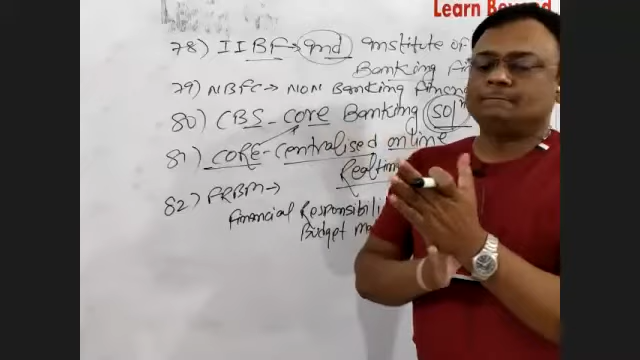 Learn Beyond
78) IIBF → Ind Institute of
Banking
79) NBFC → NON Banking Financ
80) CBS - core Banking Sol
81) CORE - Centralised online
Realtim
82) FRBM →
Financial Responsibili
Budget Ma